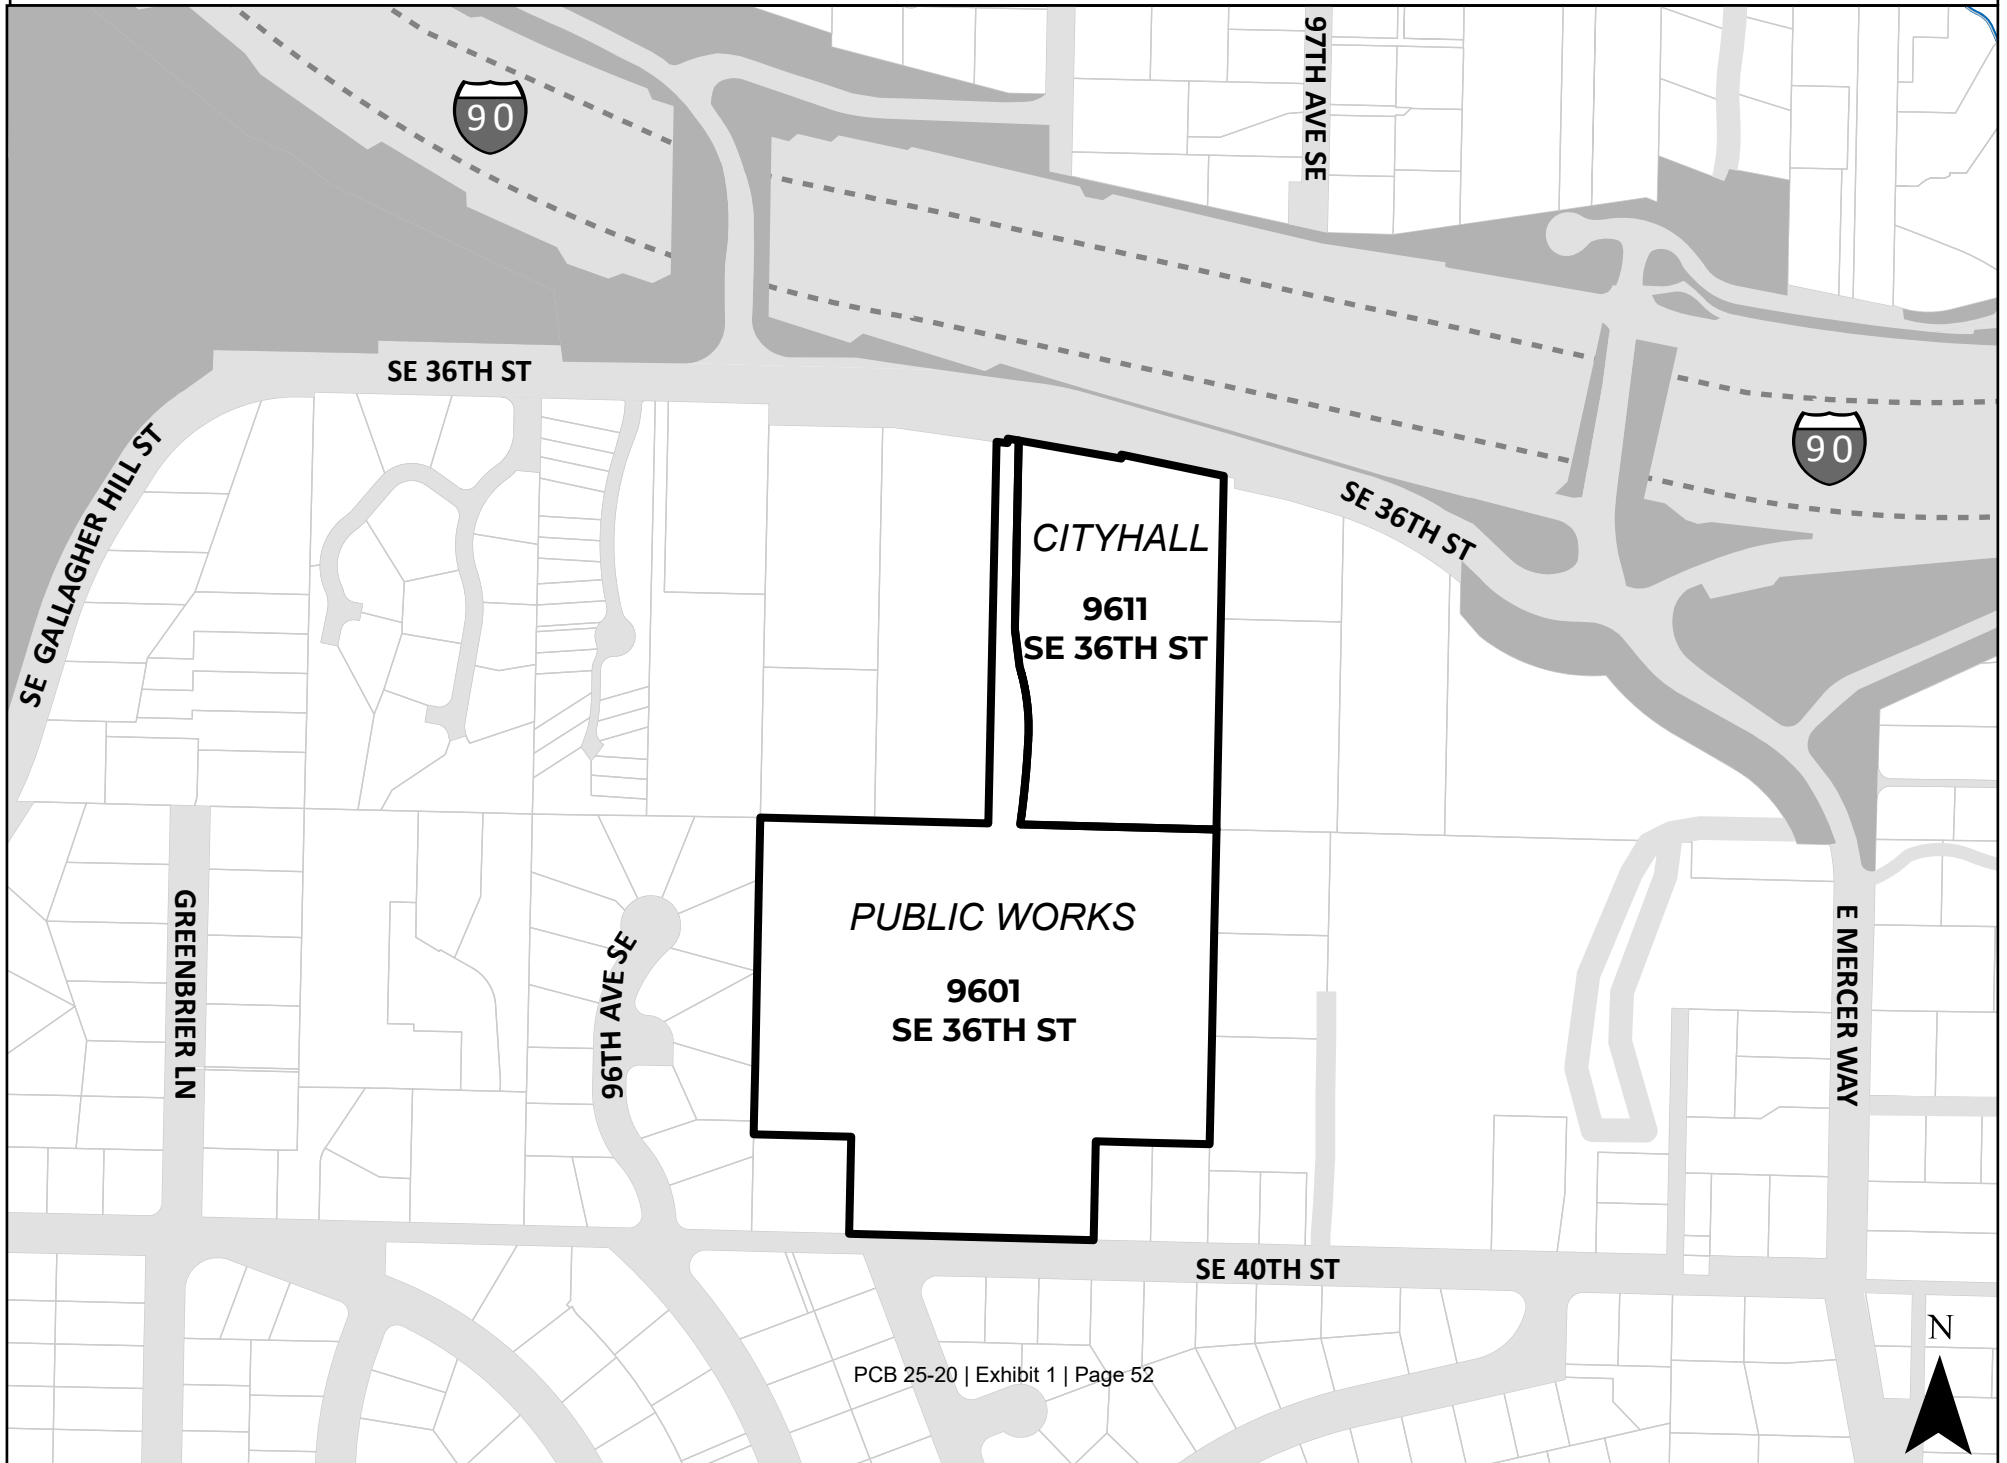 97TH AVE SE
90
SE 36TH ST
SE GALLAGHER HILL ST
90
SE 36TH ST
CITYHALL
9611
SE 36TH ST
PUBLIC WORKS
9601
SE 36TH ST
GREENBRIER LN
96TH AVE SE
E MERCER WAY
SE 40TH ST
N
PCB 25-20 | Exhibit 1 | Page 52